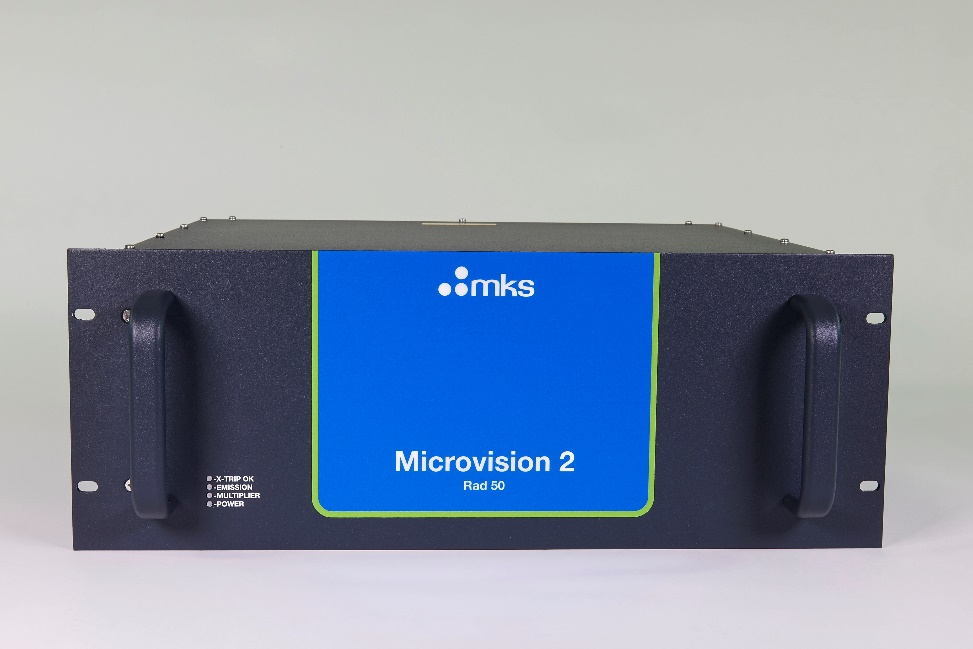 mks
Microvision 2
Rad 50
-X-TRIP OK
-EMISSION
-MULTIPLIER
-POWER